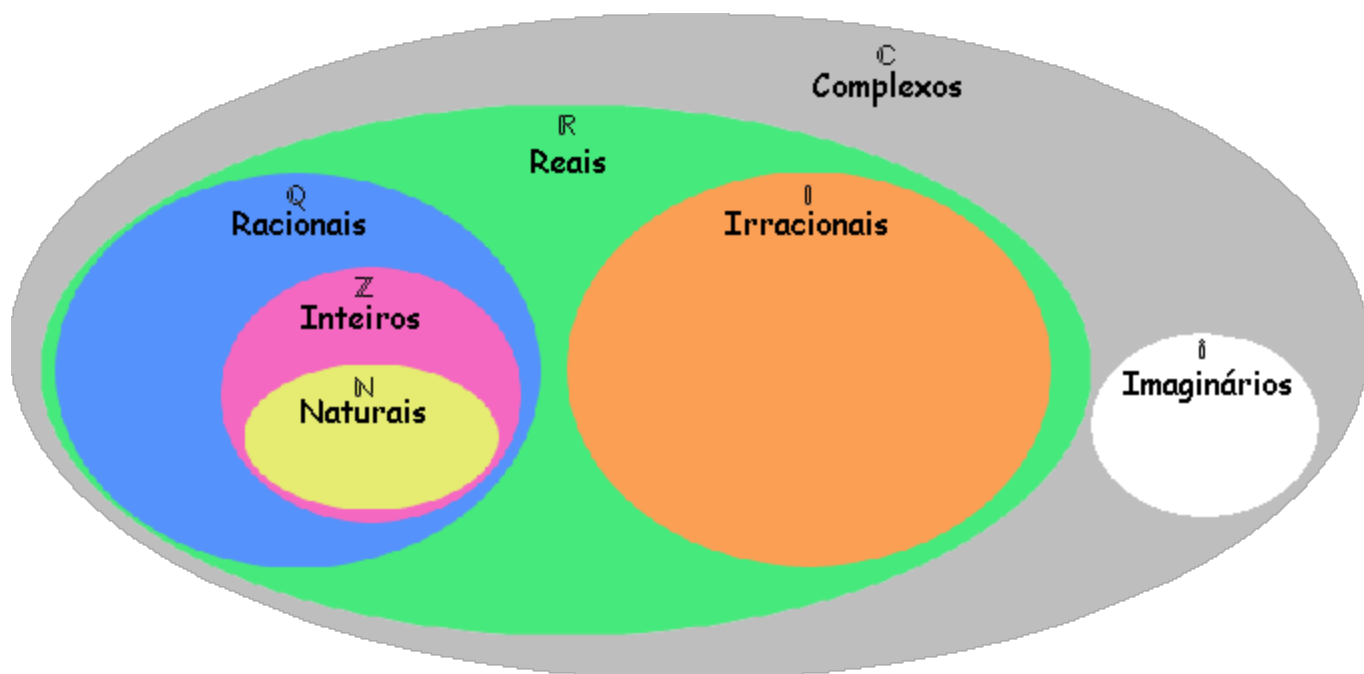 ℂ
Complexos
ℝ
Reais
ℚ
Racionais
𝕀
Irracionais
ℤ
Inteiros
ℕ
Naturais
î
Imaginários